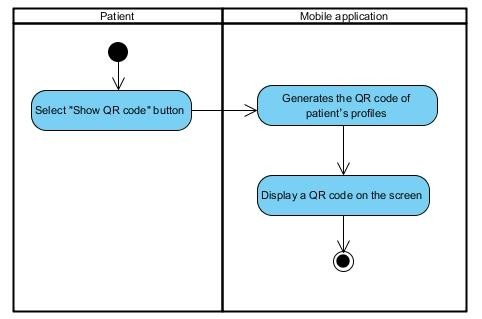 Patient
Mobile application
Select "Show QR code" button
Generates the QR code of
patient's profiles
Display a QR code on the screen